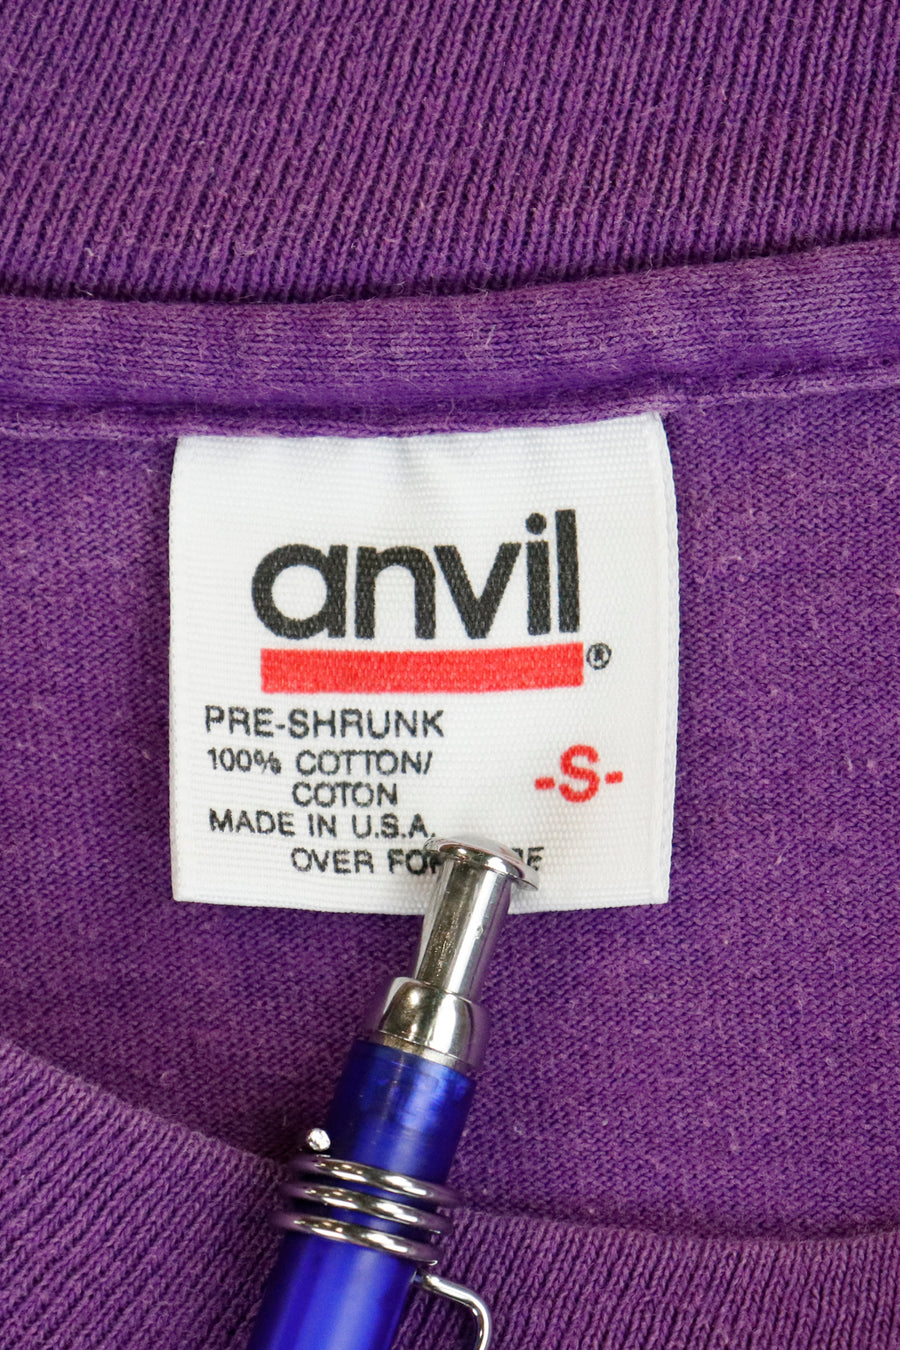 anvil®
PRE-SHRUNK
100% COTTON/
COTON
-S-
MADE IN U.S.A.
OVER